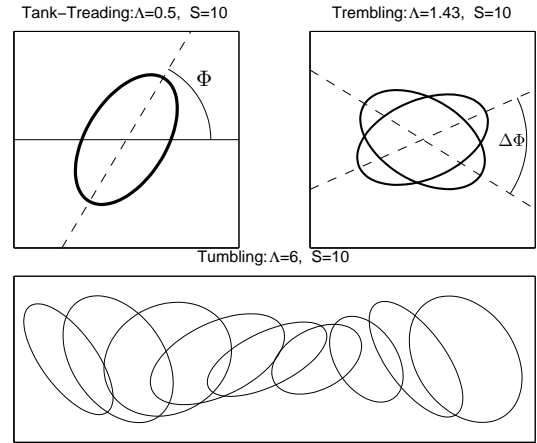 Tank−Treading:Λ=0.5, S=10
Trembling:Λ=1.43, S=10
Φ
ΔΦ
Tumbling:Λ=6, S=10